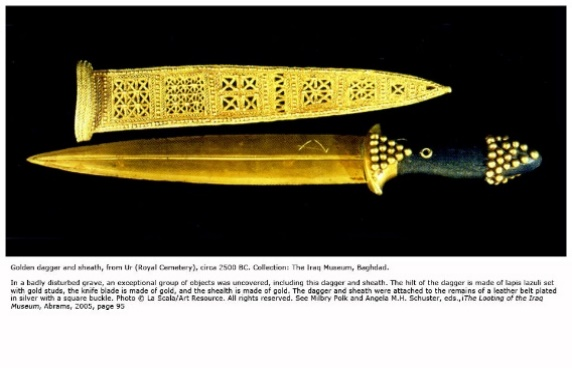 Golden dagger and sheath, from Ur (Royal Cemetery), circa 2500 BC. Collection: The Iraq Museum, Baghdad.
In a badly disturbed grave, an exceptional group of objects was uncovered, including this dagger and sheath. The hilt of the dagger is made of lapis lazuli set
with gold studs, the knife blade is made of gold, and the sheath is made of gold. The dagger and sheath were attached to the remains of a leather belt plated
in silver with a square buckle. Photo © La Scala/Art Resource. All rights reserved. See Milbry Polk and Angela M.H. Schuster, eds.,iThe Looting of the Iraq
Museum, Abrams, 2005, page 95